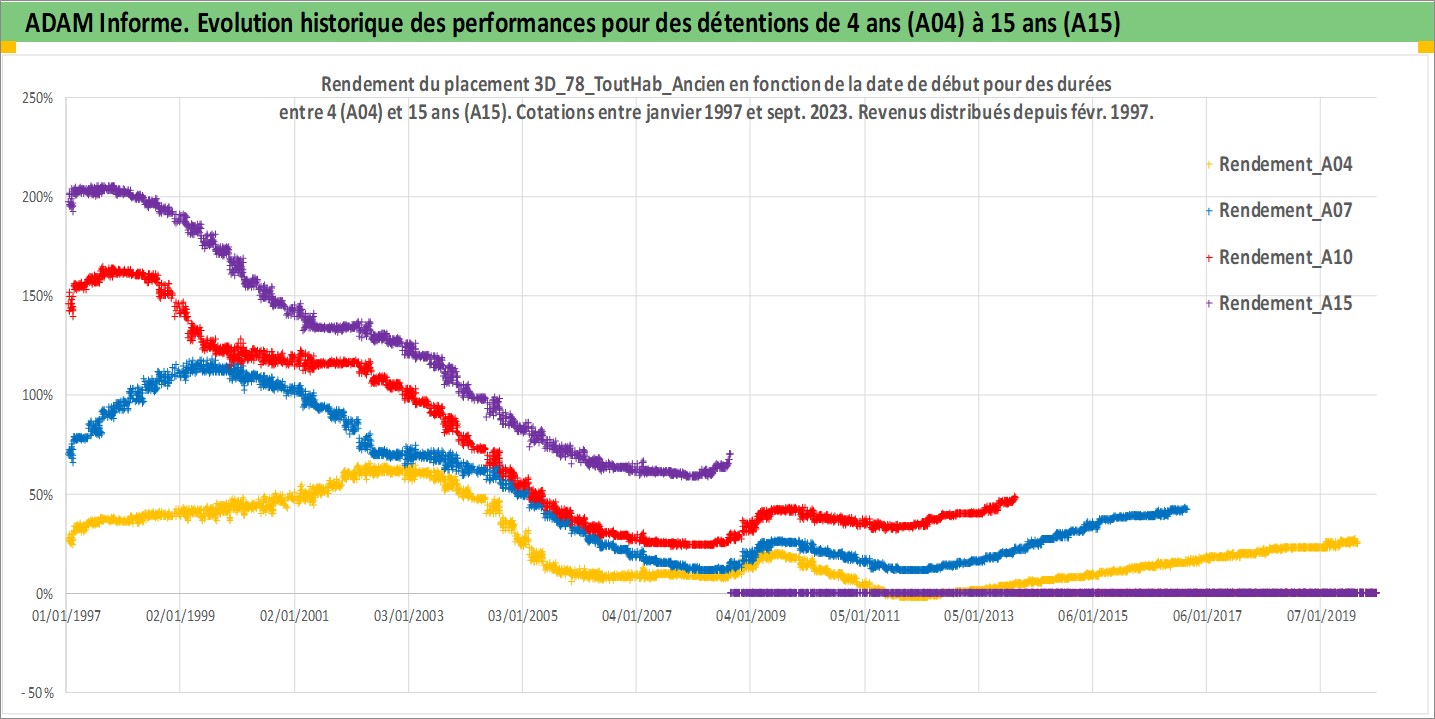 ADAM Informe. Evolution historique des performances pour des détentions de 4 ans (A04) à 15 ans (A15)
Rendement du placement 3D_78_ToutHab_Ancien en fonction de la date de début pour des durées
entre 4 (A04) et 15 ans (A15). Cotations entre janvier 1997 et sept. 2023. Revenus distribués depuis févr. 1997.
250%
200%
150%
100%
50%
0%
-50%
Rendement_A04
Rendement_A07
Rendement_A10
Rendement_A15
01/01/1997 02/01/1999 02/01/2001 03/01/2003 03/01/2005 04/01/2007 04/01/2009 05/01/2011 05/01/2013 06/01/2015 06/01/2017 07/01/2019